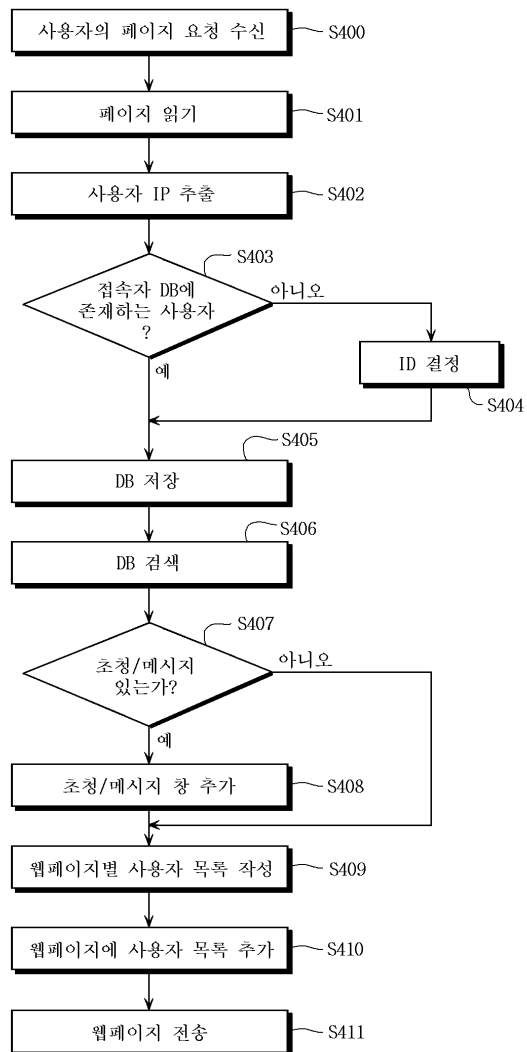 사용자의 페이지 요청 수신
S400
페이지 읽기
S401
사용자 IP 추출
S402
S403
접속자 DB에
존재하는 사용자
?
아니오
예
ID 결정
S404
S405
DB 저장
S406
DB 검색
S407
초청/메시지
있는가?
아니오
예
초청/메시지 창 추가
S408
웹페이지별 사용자 목록 작성
S409
웹페이지에 사용자 목록 추가
S410
웹페이지 전송
S411